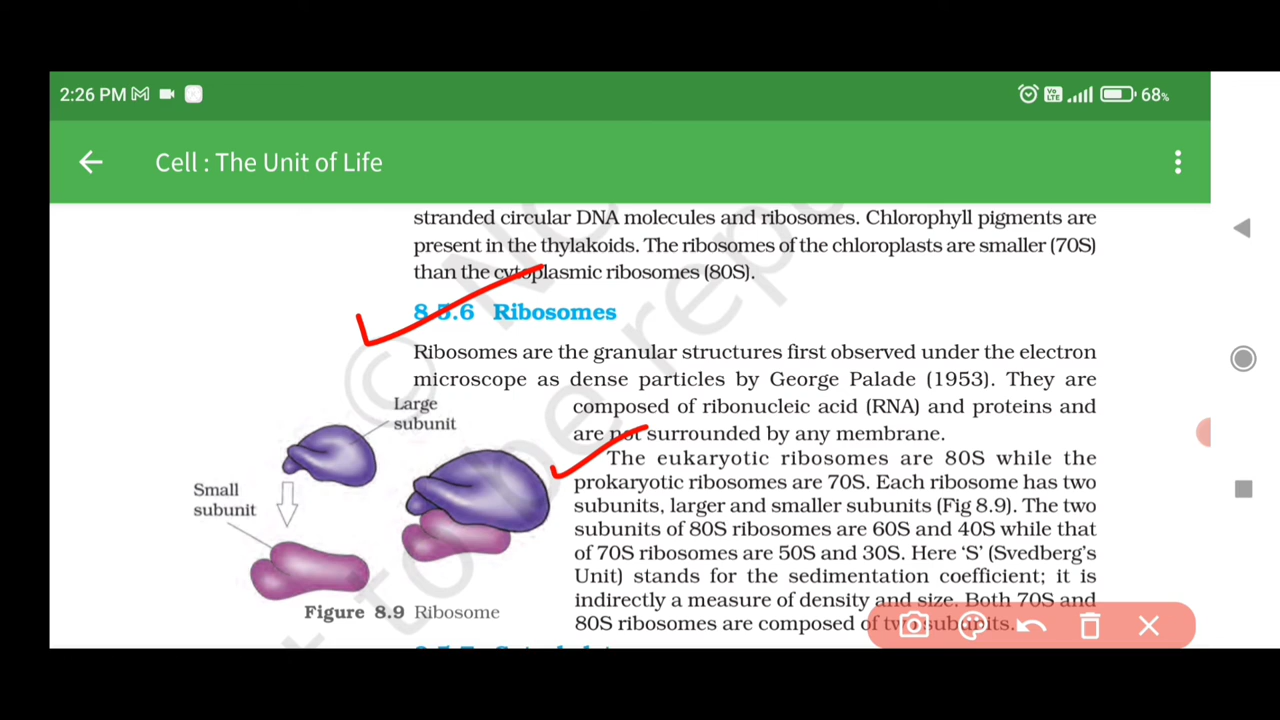 2:26 PM
Vo LTE 68%
Cell : The Unit of Life
stranded circular DNA molecules and ribosomes. Chlorophyll pigments are
present in the thylakoids. The ribosomes of the chloroplasts are smaller (70S)
than the cytoplasmic ribosomes (80S).
8.5.6 Ribosomes
Ribosomes are the granular structures first observed under the electron
microscope as dense particles by George Palade (1953). They are
composed of ribonucleic acid (RNA) and proteins and
are not surrounded by any membrane.
The eukaryotic ribosomes are 80S while the
prokaryotic ribosomes are 70S. Each ribosome has two
subunits, larger and smaller subunits (Fig 8.9). The two
subunits of 80S ribosomes are 60S and 40S while that
of 70S ribosomes are 50S and 30S. Here ‘S’ (Svedberg’s
Unit) stands for the sedimentation coefficient; it is
indirectly a measure of density and size. Both 70S and
80S ribosomes are composed of two subunits.
Large
subunit
Small
subunit
Figure 8.9 Ribosome